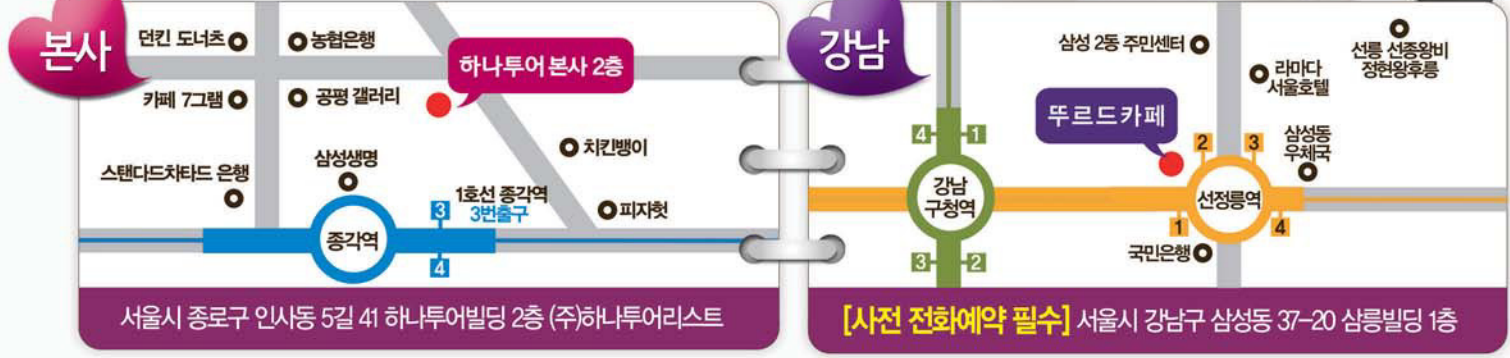 본사
던킨 도너츠
농협은행
하나투어 본사 2층
카페 7그램
공평 갤러리
치킨뱅이
삼성생명
스탠다드차타드 은행
3
1호선 종각역
3번출구
피자헛
종각역
4
서울시 종로구 인사동 5길 41 하나투어빌딩 2층 (주)하나투어리스트
강남
삼성 2동 주민센터
선릉 선종왕비
정현왕후릉
라마다
서울호텔
뚜르드카페
4
1
2
3
삼성동
우체국
강남
구청역
선정릉역
1
4
3
2
국민은행
[사전 전화예약 필수] 서울시 강남구 삼성동 37-20 삼릉빌딩 1층